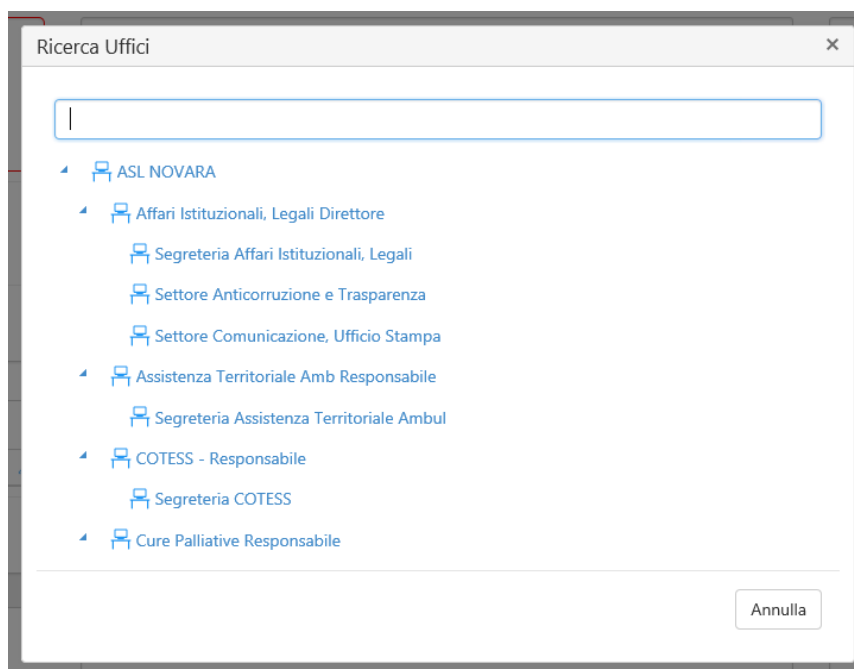 Ricerca Uffici
ASL NOVARA
Affari Istituzionali, Legali Direttore
Segreteria Affari Istituzionali, Legali
Settore Anticorruzione e Trasparenza
Settore Comunicazione, Ufficio Stampa
Assistenza Territoriale Amb Responsabile
Segreteria Assistenza Territoriale Ambul
COTESS - Responsabile
Segreteria COTESS
Cure Palliative Responsabile
Annulla